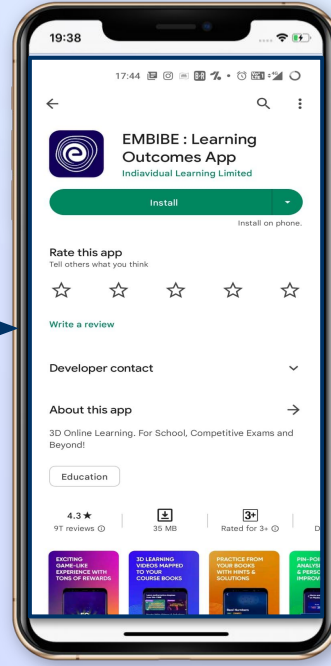 19:38
17:44
EMBIBE : Learning
Outcomes App
Indiavidual Learning Limited
Install
Install on phone.
Rate this app
Tell others what you think
Write a review
Developer contact
About this app
3D Online Learning. For School, Competitive Exams and
Beyond!
Education
4.3★
9T reviews
35 MB
3+
Rated for 3+
EXCITING
GAME-LIKE
EXPERIENCE WITH
TONS OF REWARDS
3D LEARNING
VIDEOS MAPPED
TO YOUR
COURSE BOOKS
PRACTICE FROM
YOUR BOOKS
WITH HINTS &
SOLUTIONS